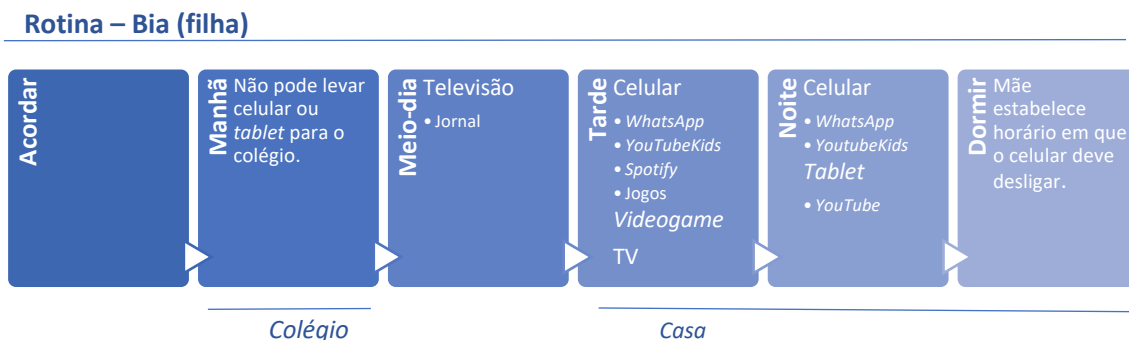 Rotina – Bia (filha)
Acordar
Manhã
Não pode levar
celular ou
tablet para o
colégio.
Meio-dia
Televisão
• Jornal
Tarde
Celular
• WhatsApp
• YouTubeKids
• Spotify
• Jogos
Videogame
TV
Noite
Celular
• WhatsApp
• YoutubeKids
Tablet
• YouTube
Dormir
Mãe
estabelece
horário em que
o celular deve
desligar.
Colégio
Casa